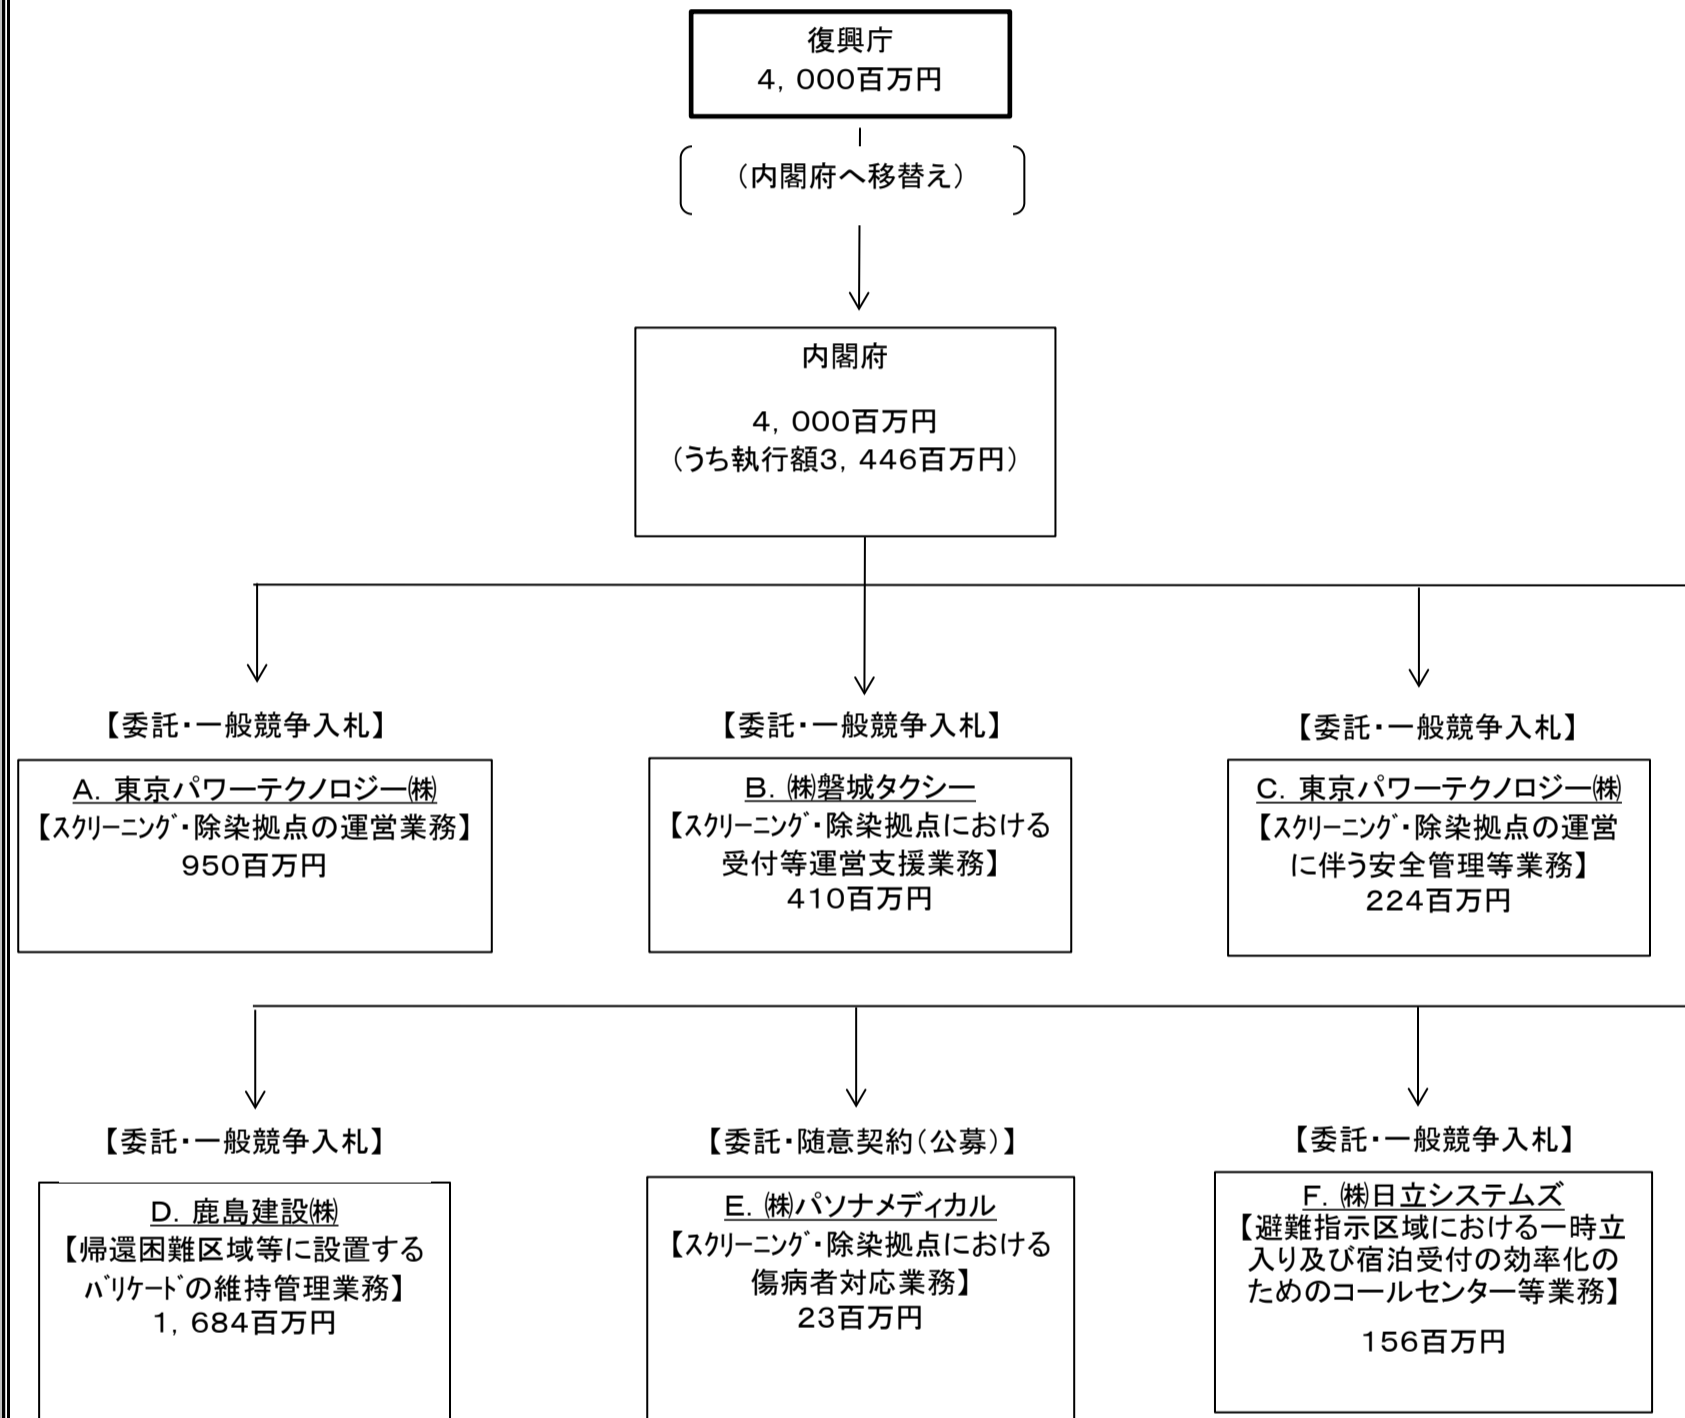 復興庁
4,000百万円
(内閣府へ移替え)
内閣府
4,000百万円
(うち執行額3,446百万円)
【委託・一般競争入札】
【委託・一般競争入札】
【委託・一般競争入札】
A. 東京パワーテクノロジー㈱
【スクリーニング・除染拠点の運営業務】
950百万円
B. ㈱磐城タクシー
【スクリーニング・除染拠点における
受付等運営支援業務】
410百万円
C. 東京パワーテクノロジー㈱
【スクリーニング・除染拠点の運営
に伴う安全管理等業務】
224百万円
【委託・一般競争入札】
【委託・随意契約(公募)】
【委託・一般競争入札】
D. 鹿島建設㈱
【帰還困難区域等に設置する
バリケードの維持管理業務】
1,684百万円
E. ㈱パソナメディカル
【スクリーニング・除染拠点における
傷病者対応業務】
23百万円
F. ㈱日立システムズ
【避難指示区域における一時立
入り及び宿泊受付の効率化の
ためのコールセンター等業務】
156百万円